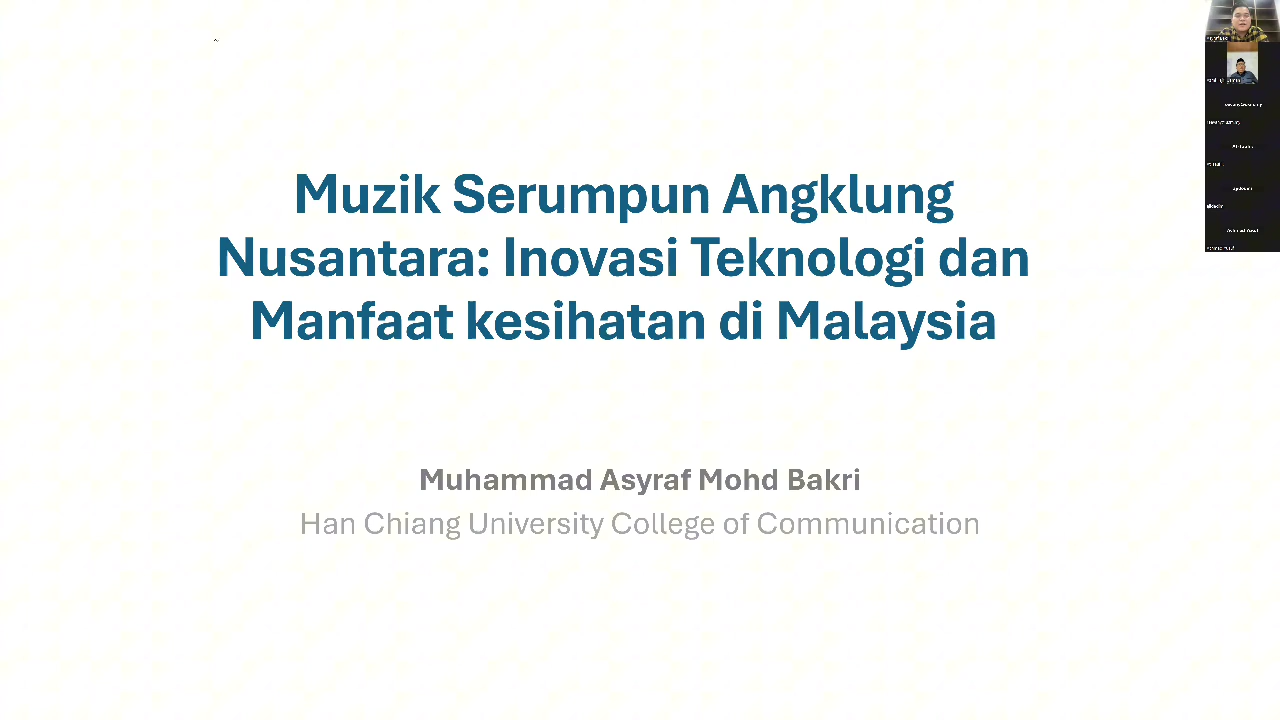 Muzik Serumpun Angklung
Nusantara: Inovasi Teknologi dan
Manfaat kesihatan di Malaysia
Muhammad Asyraf Mohd Bakri
Han Chiang University College of Communication